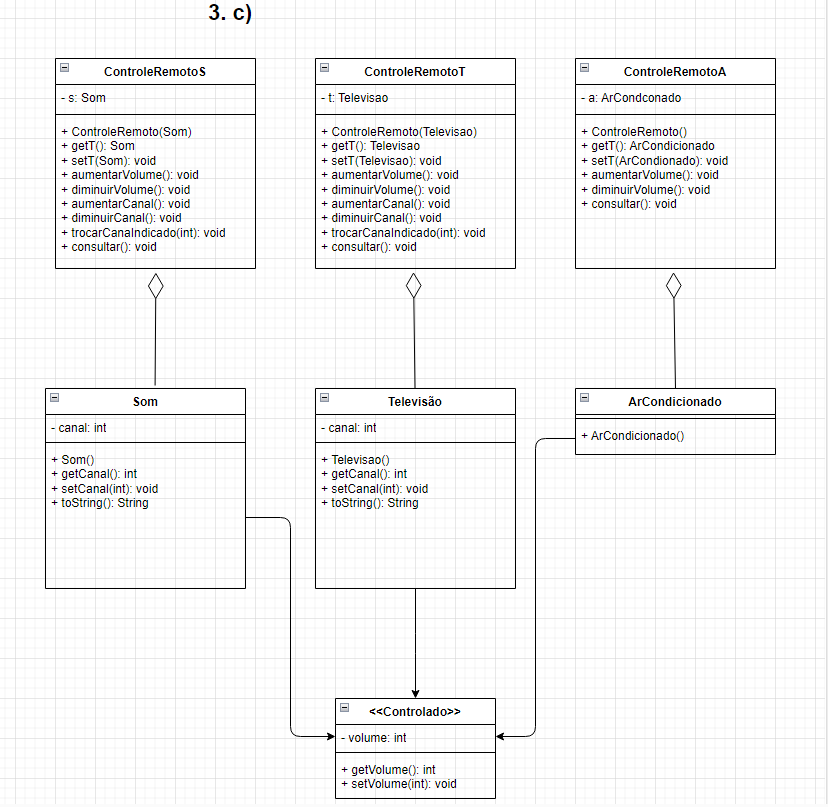 3. c)
ControleRemotoS
- s: Som
+ ControleRemoto(Som)
+ getT(): Som
+ setT(Som): void
+ aumentarVolume(): void
+ diminuirVolume(): void
+ aumentarCanal(): void
+ diminuirCanal(): void
+ trocarCanaIndicado(int): void
+ consultar(): void
ControleRemotoT
- t: Televisao
+ ControleRemoto(Televisao)
+ getT(): Televisao
+ setT(Televisao): void
+ aumentarVolume(): void
+ diminuirVolume(): void
+ aumentarCanal(): void
+ diminuirCanal(): void
+ trocarCanaIndicado(int): void
+ consultar(): void
ControleRemotoA
- a: ArCondconado
+ ControleRemoto()
+ getT(): ArCondicionado
+ setT(ArCondionado): void
+ aumentarVolume(): void
+ diminuirVolume(): void
+ consultar(): void
Som
- canal: int
+ Som()
+ getCanal(): int
+ setCanal(int): void
+ toString(): String
Televisão
- canal: int
+ Televisao()
+ getCanal(): int
+ setCanal(int): void
+ toString(): String
ArCondicionado
+ ArCondicionado()
<<Controlado>>
- volume: int
+ getVolume(): int
+ setVolume(int): void